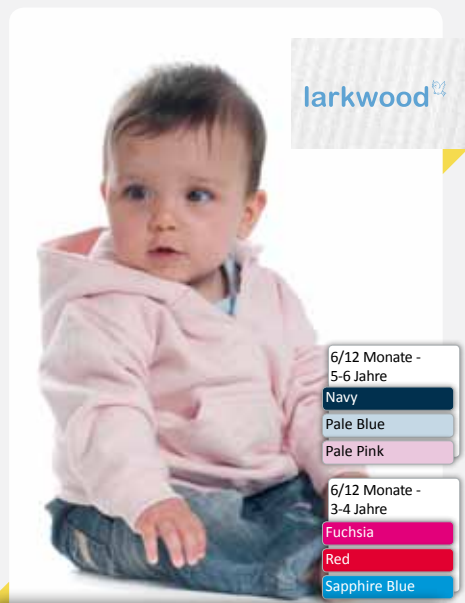 larkwood
6/12 Monate -
5-6 Jahre
Navy
Pale Blue
Pale Pink
6/12 Monate -
3-4 Jahre
Fuchsia
Red
Sapphire Blue